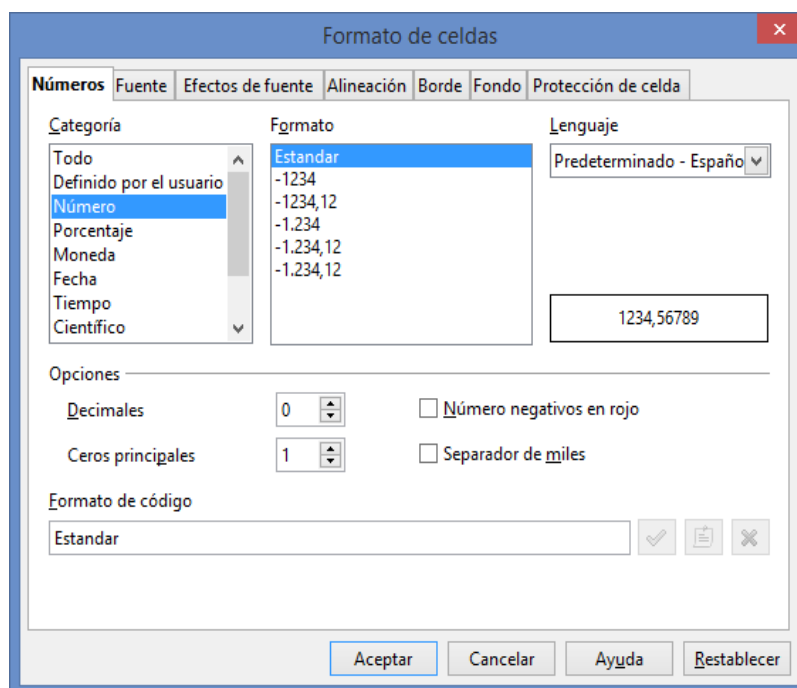 Formato de celdas
Números Fuente Efectos de fuente Alineación Borde Fondo Protección de celda
Categoría
Todo
Definido por el usuario
Número
Porcentaje
Moneda
Fecha
Tiempo
Científico
Formato
Estandar
-1234
-1234,12
-1.234
-1.234,12
-1.234,12
Lenguaje
Predeterminado - Españo
1234,56789
Opciones
Decimales 0
Número negativos en rojo
Ceros principales 1
Separador de miles
Formato de código
Estandar
Aceptar Cancelar Ayuda Restablecer